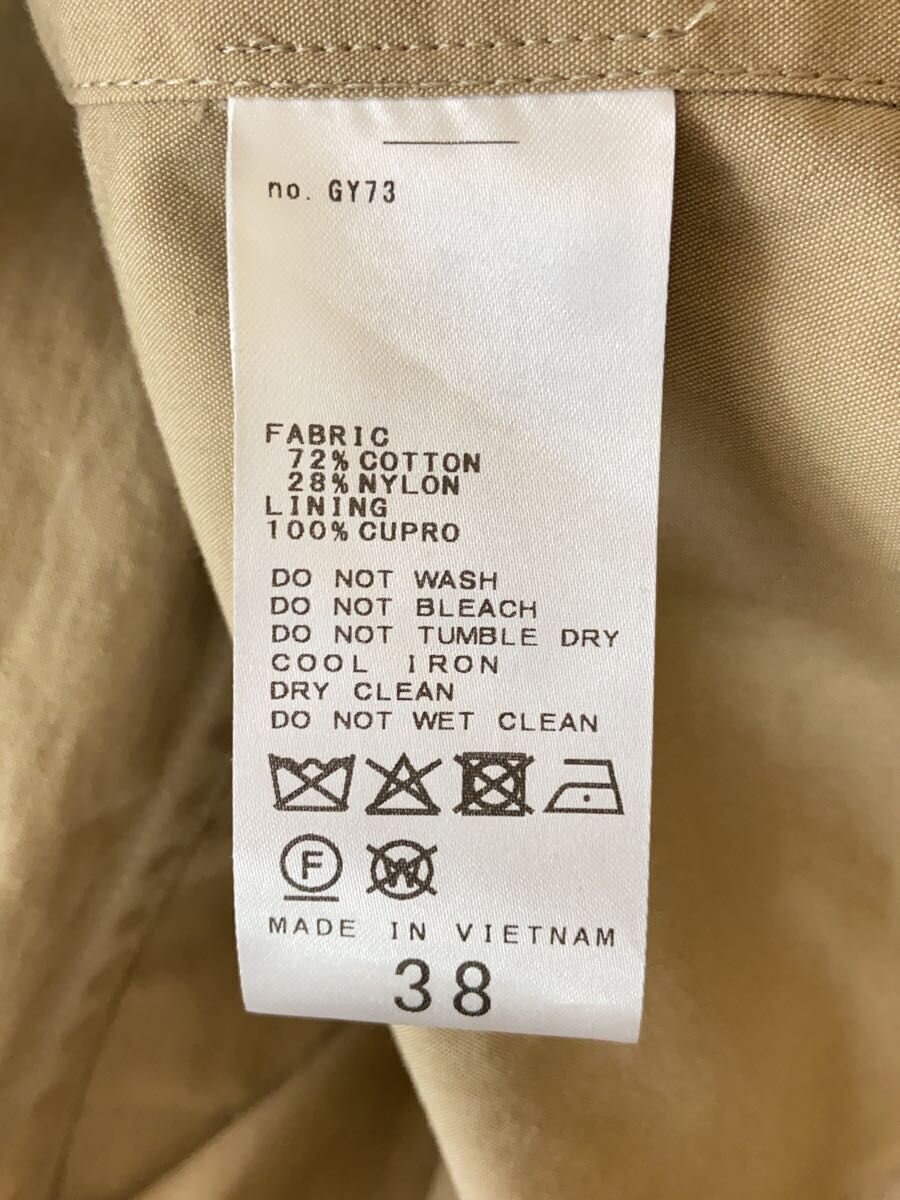 no. GY73
FABRIC
72% COTTON
28% NYLON
LINING
100% CUPRO
DO NOT WASH
DO NOT BLEACH
DO NOT TUMBLE DRY
COOL IRON
DRY CLEAN
DO NOT WET CLEAN
F W
MADE IN VIETNAM
38